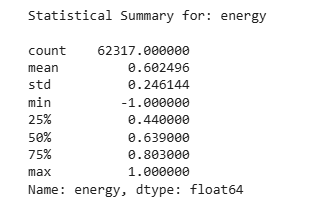 Statistical Summary for: energy
count 62317.000000
mean 0.602496
std 0.246144
min -1.000000
25% 0.440000
50% 0.639000
75% 0.803000
max 1.000000
Name: energy, dtype: float64